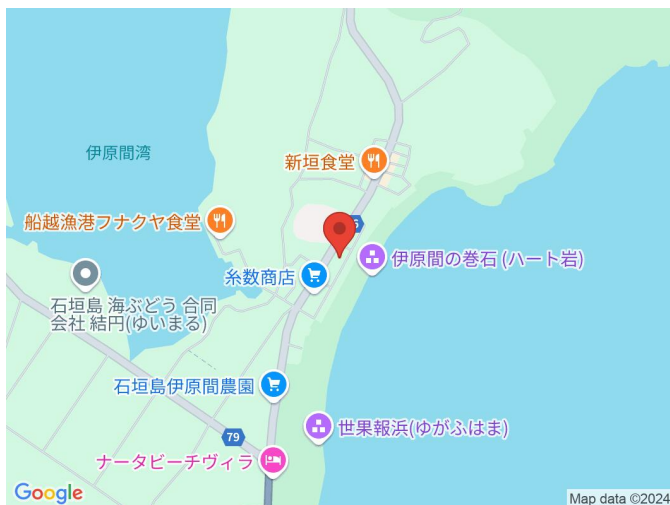 伊原間湾
新垣食堂
船越漁港フナクヤ食堂
伊原間の巻石 (ハート岩)
糸数商店
石垣島 海ぶどう 合同
会社 結円(ゆいまる)
石垣島伊原間農園
79
世果報浜(ゆがふはま)
ナータビーチヴィラ
Google
Map data ©2024